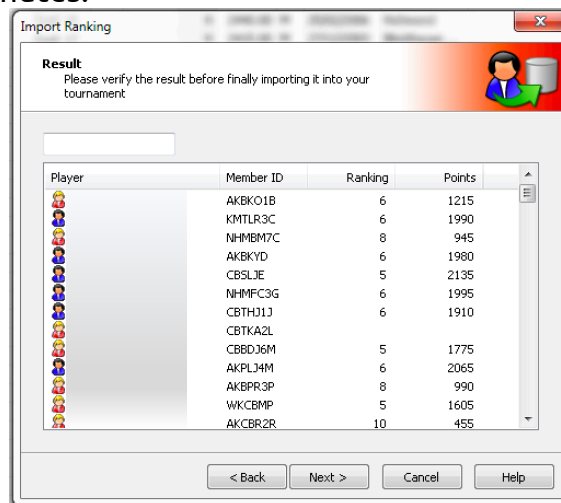 Import Ranking
Result
Please verify the result before finally importing it into your
tournament
Player Member ID Ranking Points
AKBKO1B 6 1215
KMTLR3C 6 1990
NHMBM7C 8 945
AKBKYD 6 1980
CBSLJE 5 2135
NHMFC3G 6 1995
CBTHJ1J 6 1910
CBTKA2L
CBBDJ6M 5 1775
AKPLJ4M 6 2065
AKBPR3P 8 990
WKCBMP 5 1605
AKCBR2R 10 455
< Back Next > Cancel Help